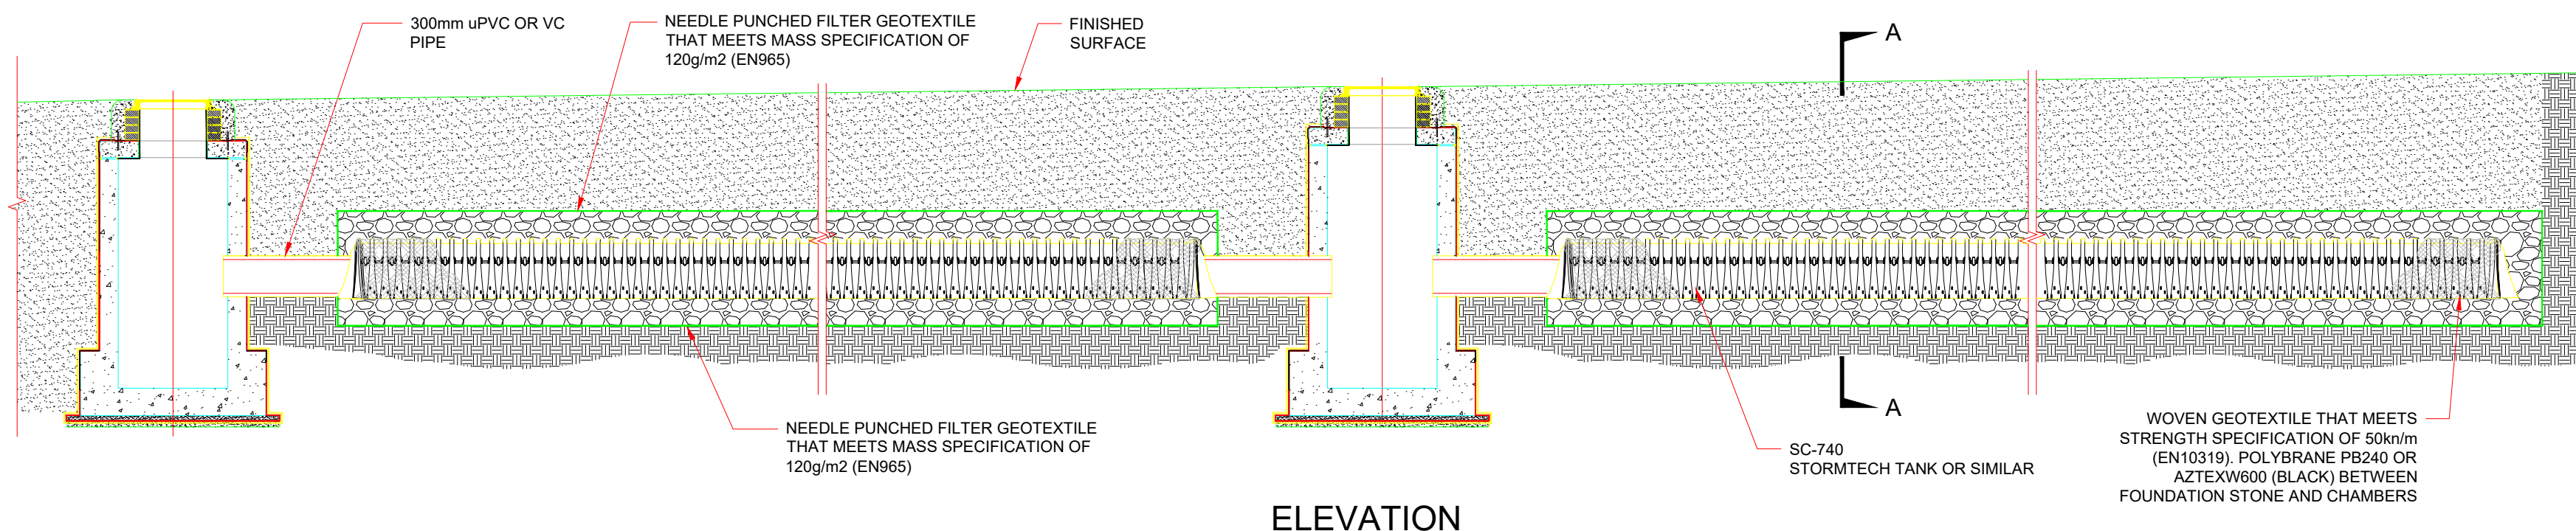 300mm uPVC OR VC
PIPE
NEEDLE PUNCHED FILTER GEOTEXTILE
THAT MEETS MASS SPECIFICATION OF
120g/m2 (EN965)
FINISHED
SURFACE
A
NEEDLE PUNCHED FILTER GEOTEXTILE
THAT MEETS MASS SPECIFICATION OF
120g/m2 (EN965)
A
SC-740
STORMTECH TANK OR SIMILAR
WOVEN GEOTEXTILE THAT MEETS
STRENGTH SPECIFICATION OF 50kn/m
(EN10319). POLYBRANE PB240 OR
AZTEXW600 (BLACK) BETWEEN
FOUNDATION STONE AND CHAMBERS
ELEVATION